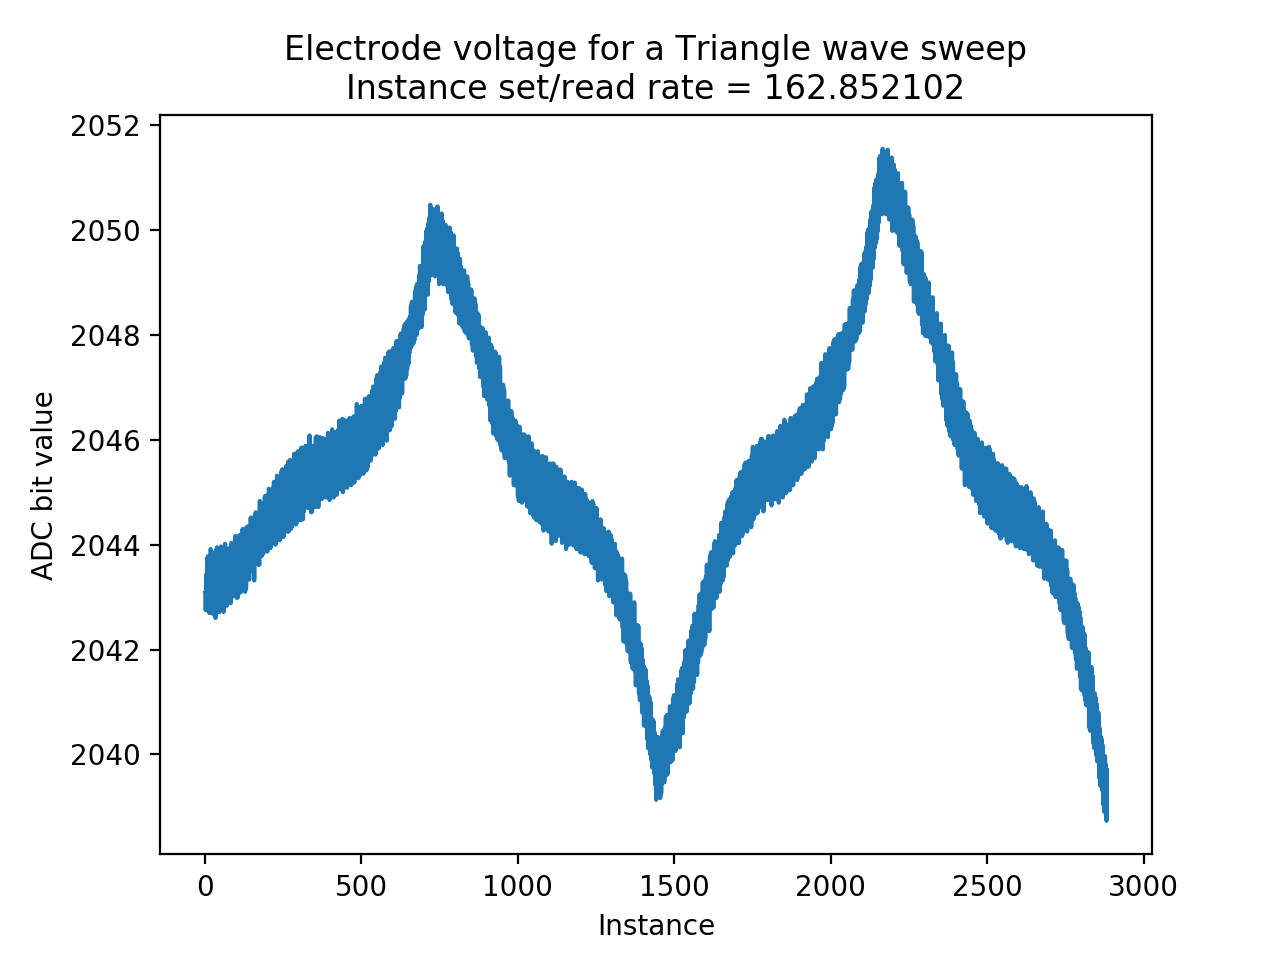 Electrode voltage for a Triangle wave sweep
Instance set/read rate = 162.852102
2052
2050
2048
2046
2044
2042
2040
ADC bit value
0 500 1000 1500 2000 2500 3000
Instance